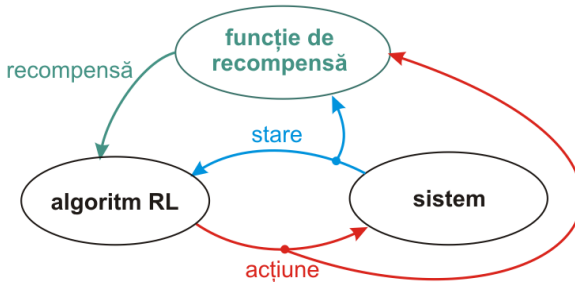 funcție de
recompensă
recompensă
stare
algoritm RL
sistem
acțiune